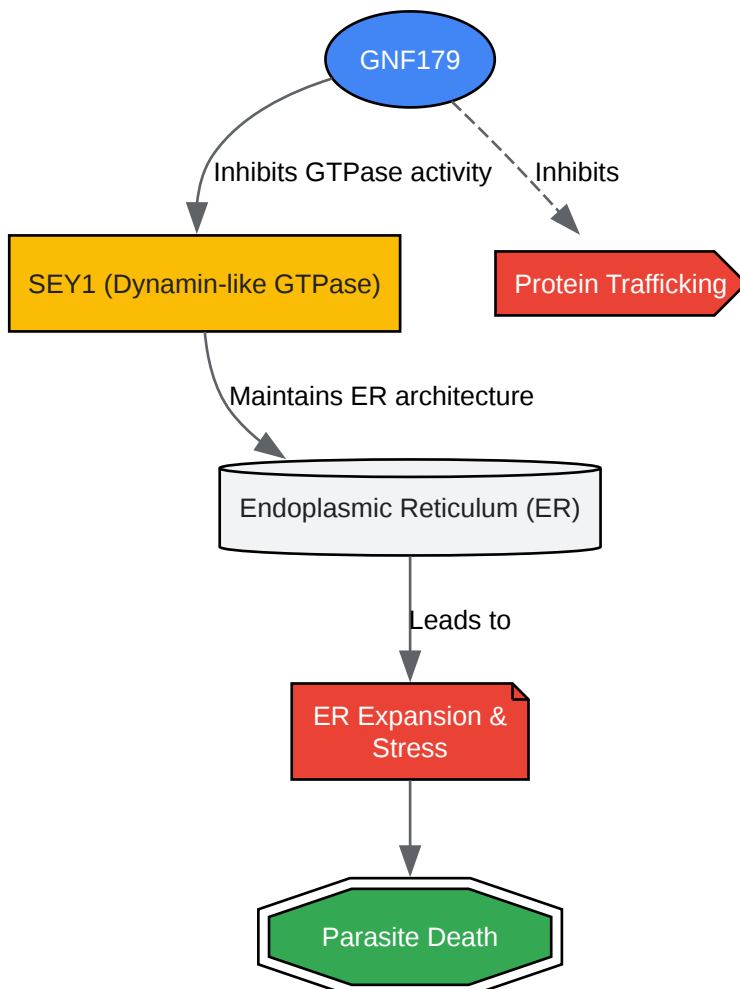 GNF179
Inhibits GTPase activity
Inhibits
SEY1 (Dynamin-like GTPase)
Protein Trafficking
Maintains ER architecture
Endoplasmic Reticulum (ER)
Leads to
ER Expansion &
Stress
Parasite Death